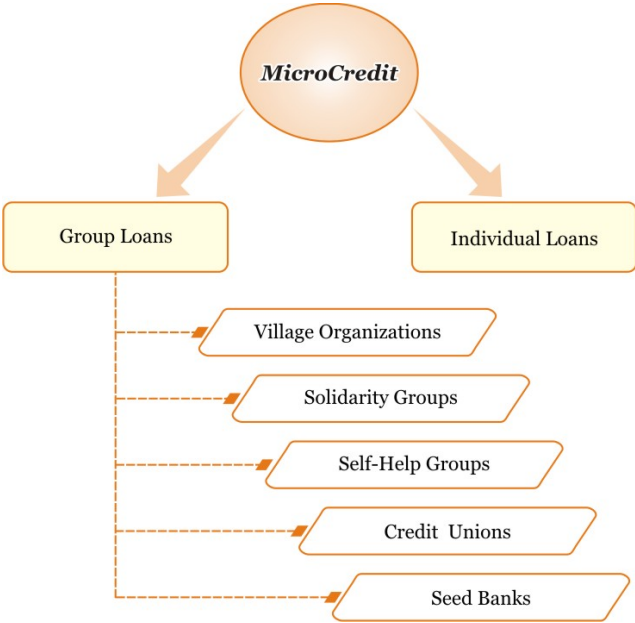 MicroCredit
Group Loans
Individual Loans
Village Organizations
Solidarity Groups
Self-Help Groups
Credit  Unions
Seed Banks